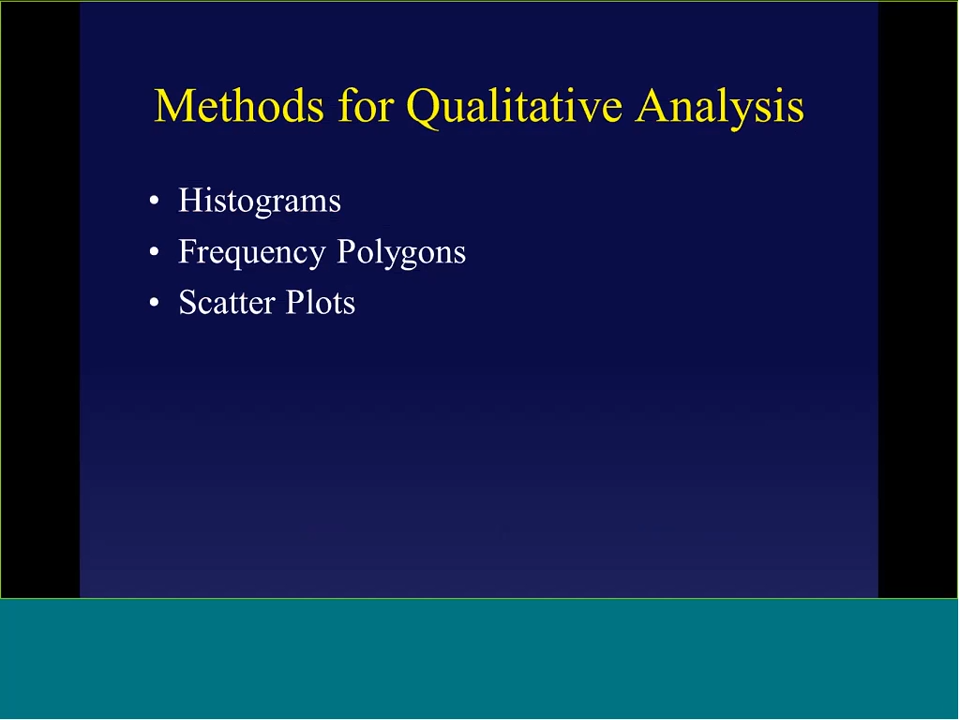 Methods for Qualitative Analysis
• Histograms
• Frequency Polygons
• Scatter Plots